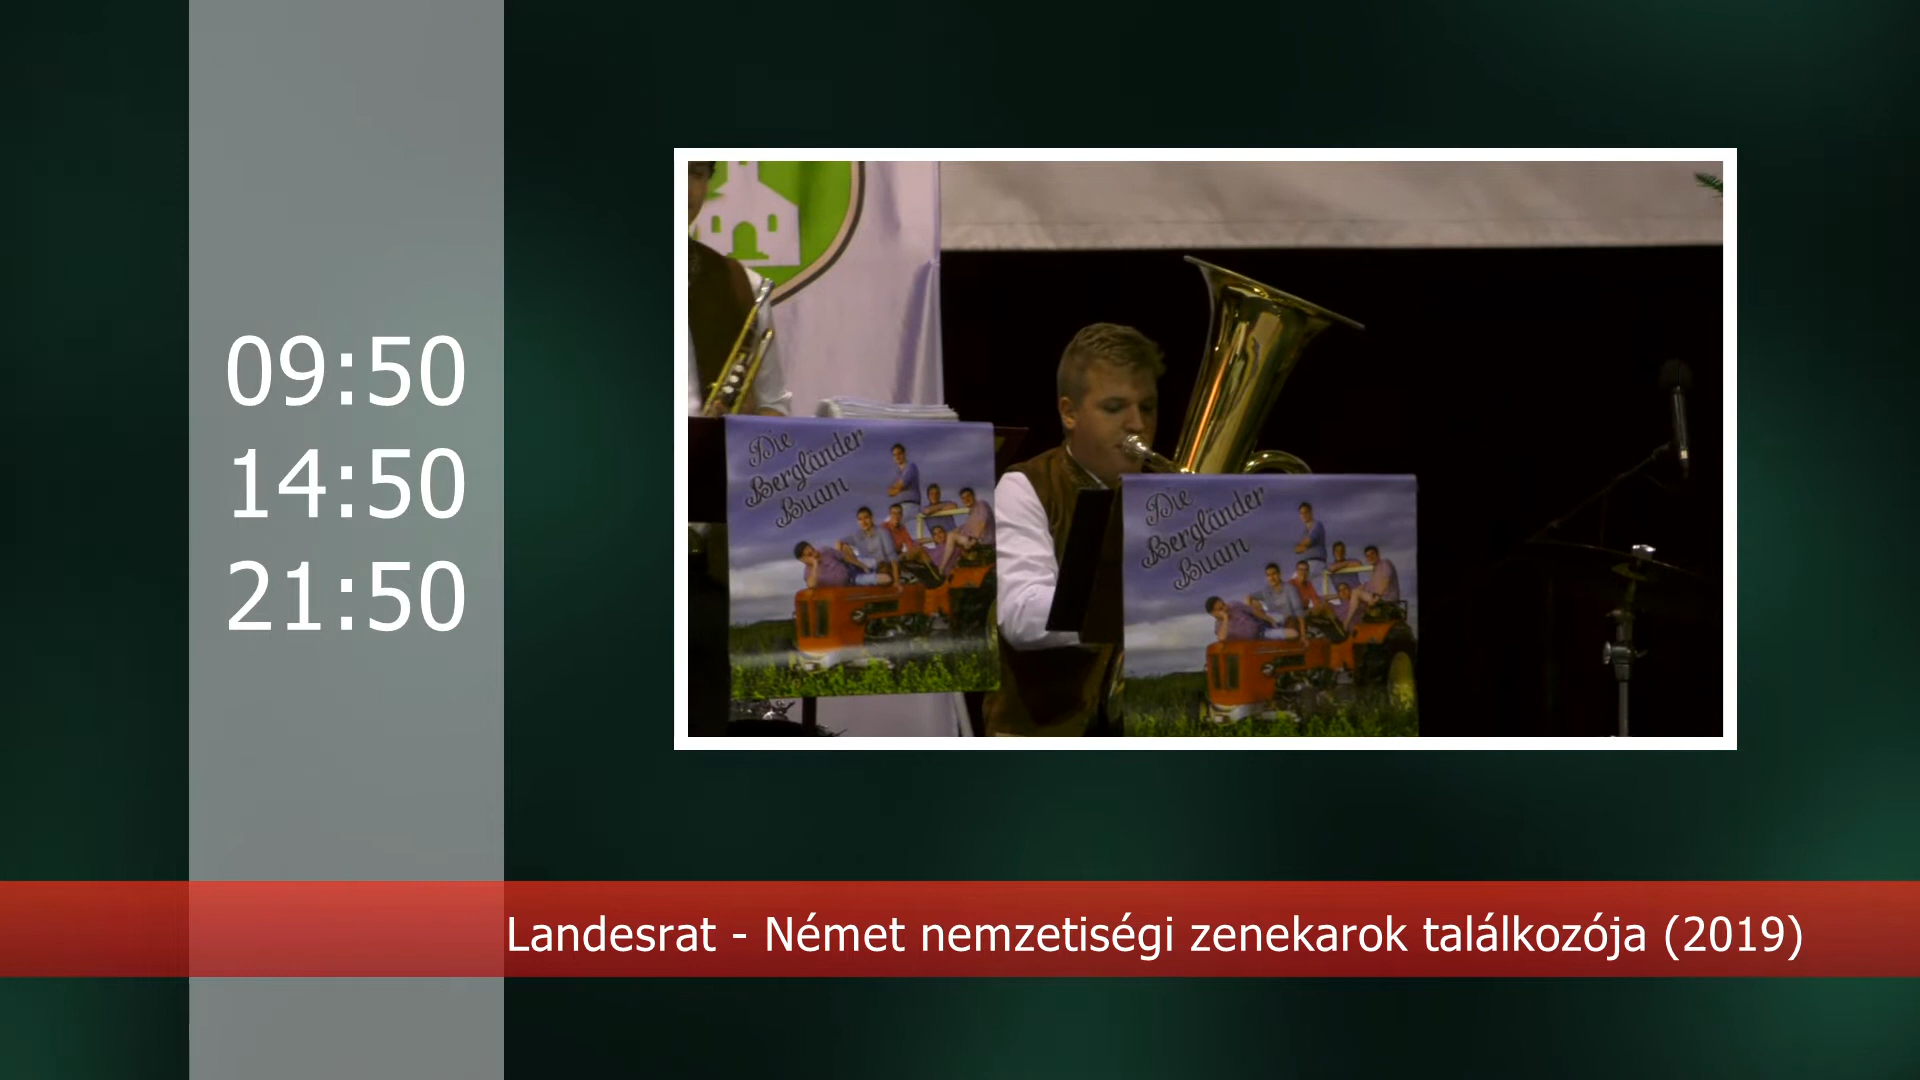 09:50
14:50
21:50
Die
Bergländer
Buam
Die
Bergländer
Buam
Landesrat - Német nemzetiségi zenekarok találkozója (2019)